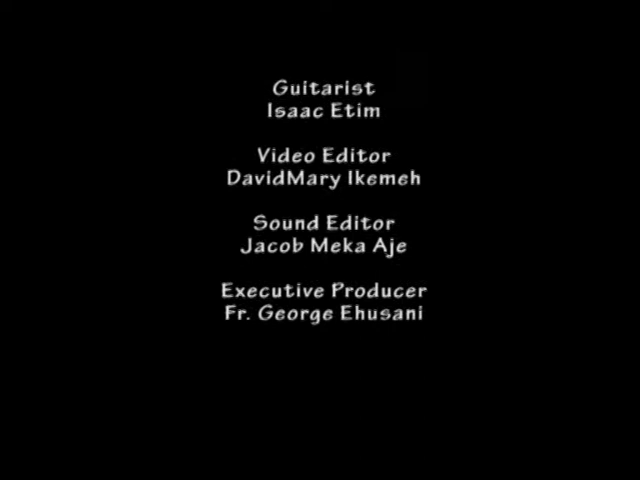 Guitarist
Isaac Etim
Video Editor
DavidMary Ikemeh
Sound Editor
Jacob Meka Aje
Executive Producer
Fr. George Ehusani